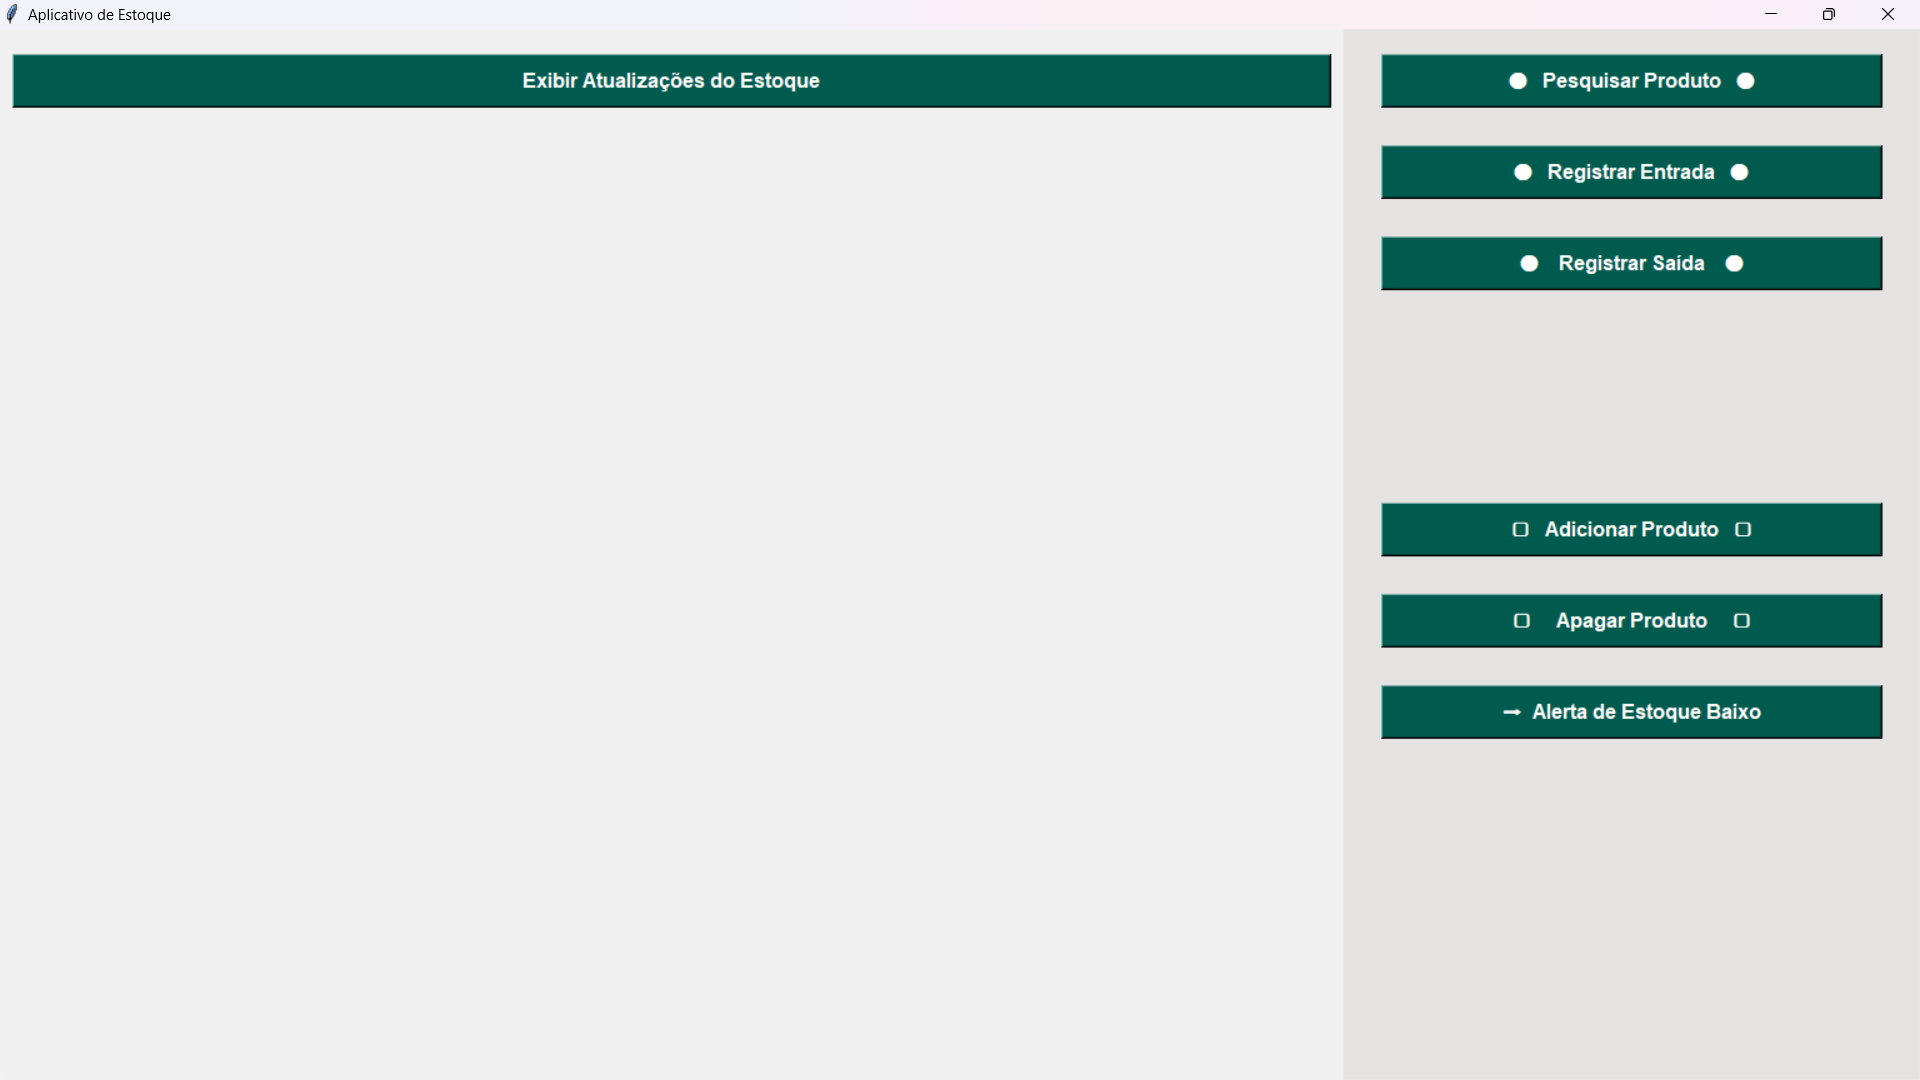 Aplicativo de Estoque
Exibir Atualizações do Estoque
● Pesquisar Produto ●
● Registrar Entrada ●
● Registrar Saída ●
▢ Adicionar Produto ▢
▢ Apagar Produto ▢
→ Alerta de Estoque Baixo